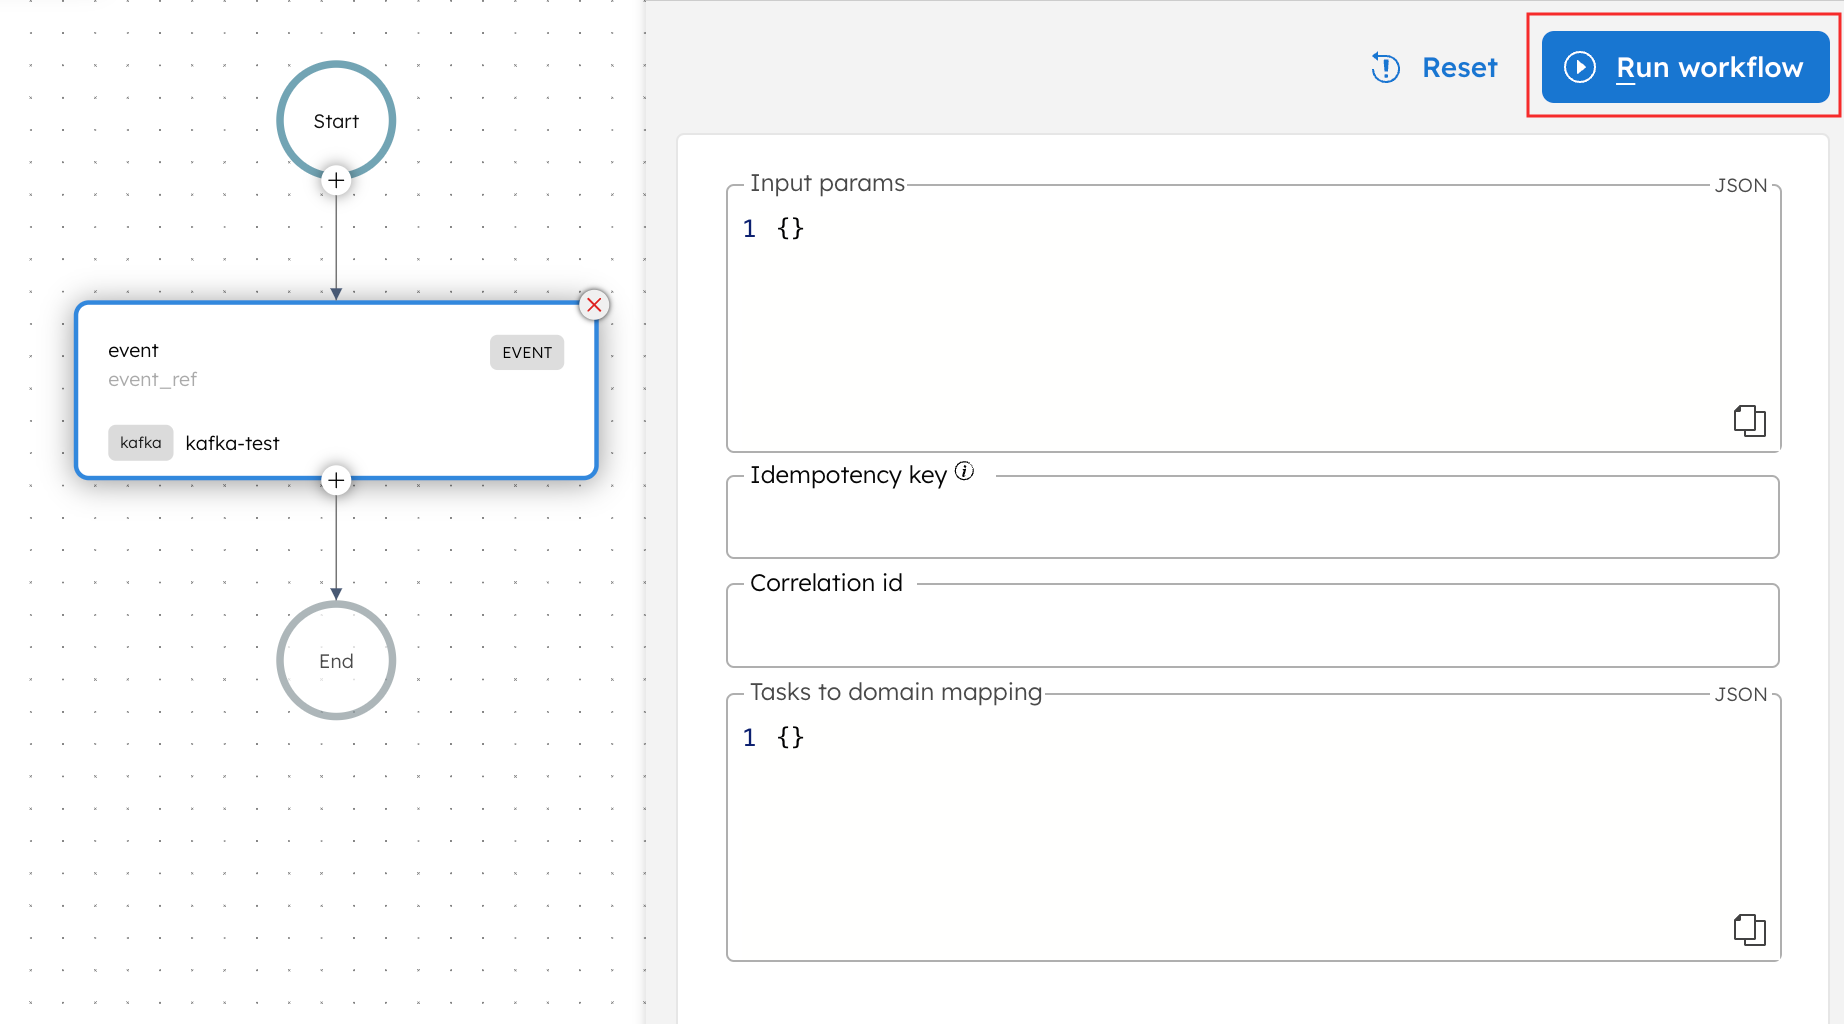 Start
event
EVENT
event_ref
kafka kafka-test
End
Reset
Run workflow
Input params
JSON
1 {}
Idempotency key
Correlation id
Tasks to domain mapping
JSON
1 {}